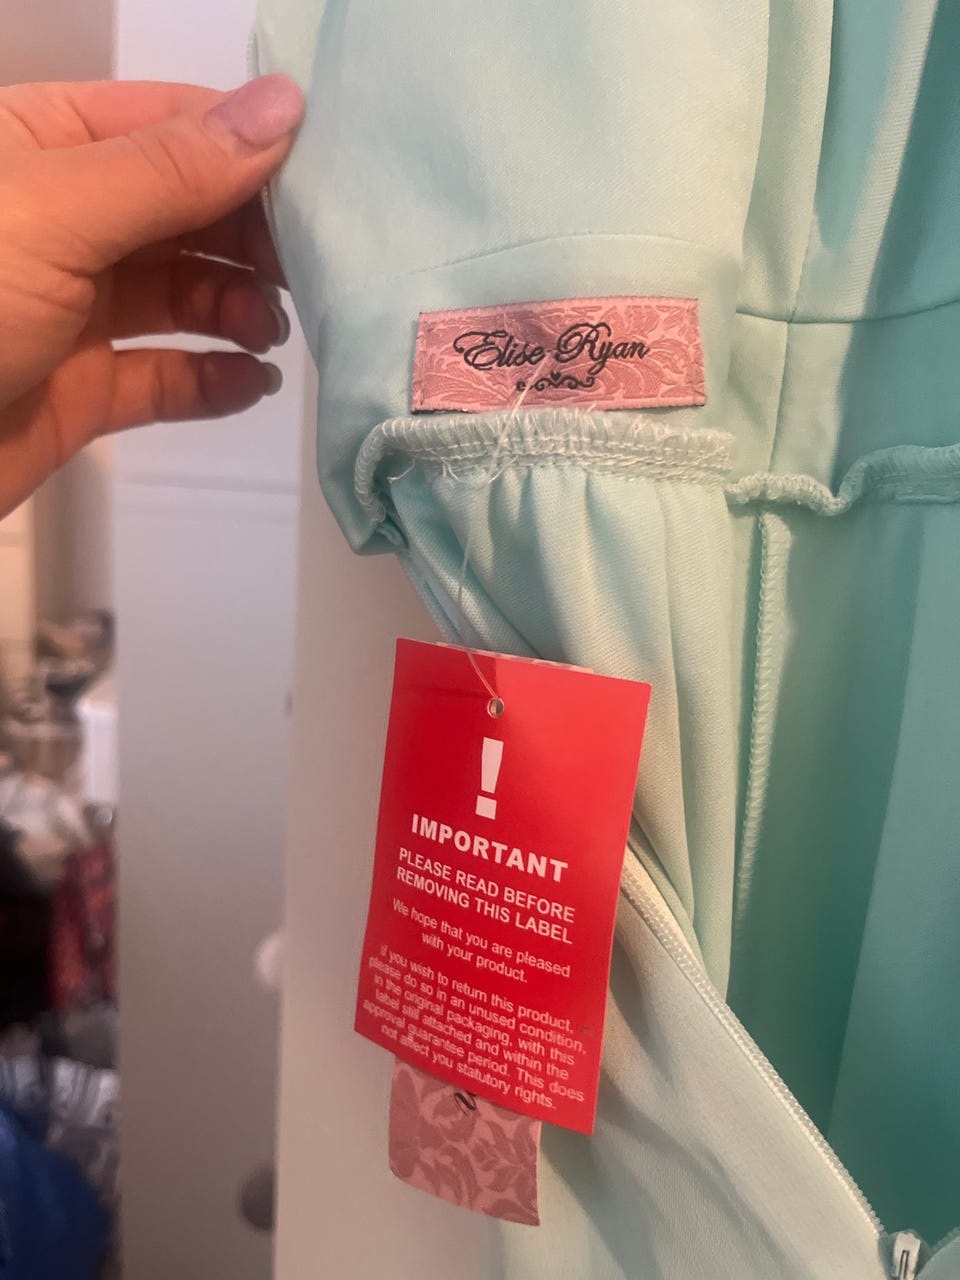 Elise Ryan
!
IMPORTANT
PLEASE READ BEFORE
REMOVING THIS LABEL
We hope that you are pleased
with your product.
If you wish to return this product,
please do so in an unused condition,
in the original packaging, with this
label still attached and within the
approval guarantee period. This does
not affect you statutory rights.